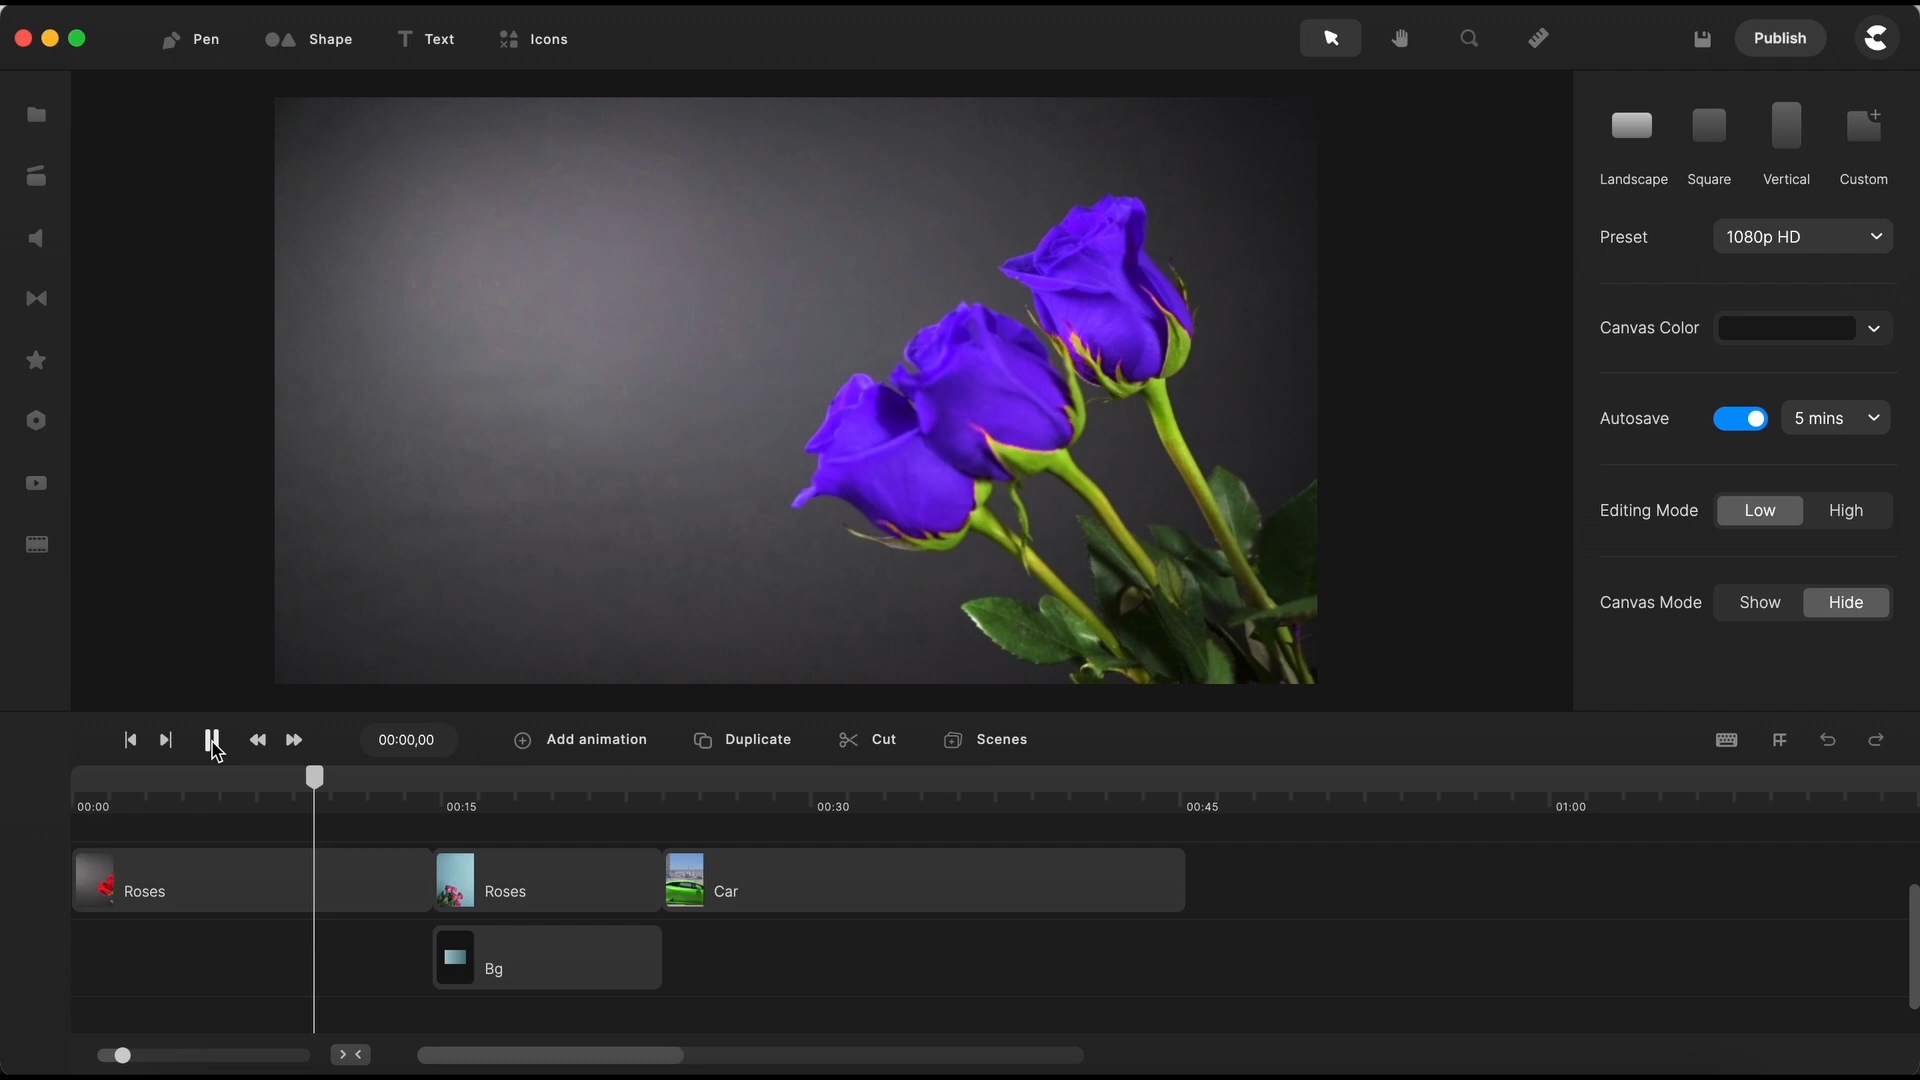 Pen Shape Text Icons Publish
Landscape Square Vertical Custom
Preset 1080p HD
Canvas Color
Autosave 5 mins
Editing Mode Low High
Canvas Mode Show Hide
00:00,00 Add animation Duplicate Cut Scenes
00:00 00:15 00:30 00:45 01:00
Roses Roses Car
Bg